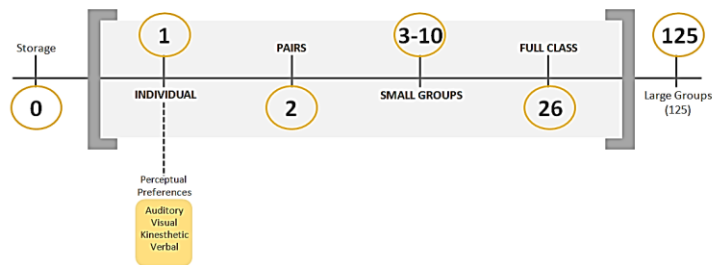 Storage
0
1
INDIVIDUAL
Perceptual
Preferences
Auditory
Visual
Kinesthetic
Verbal
PAIRS
2
3-10
SMALL GROUPS
FULL CLASS
26
125
Large Groups
(125)